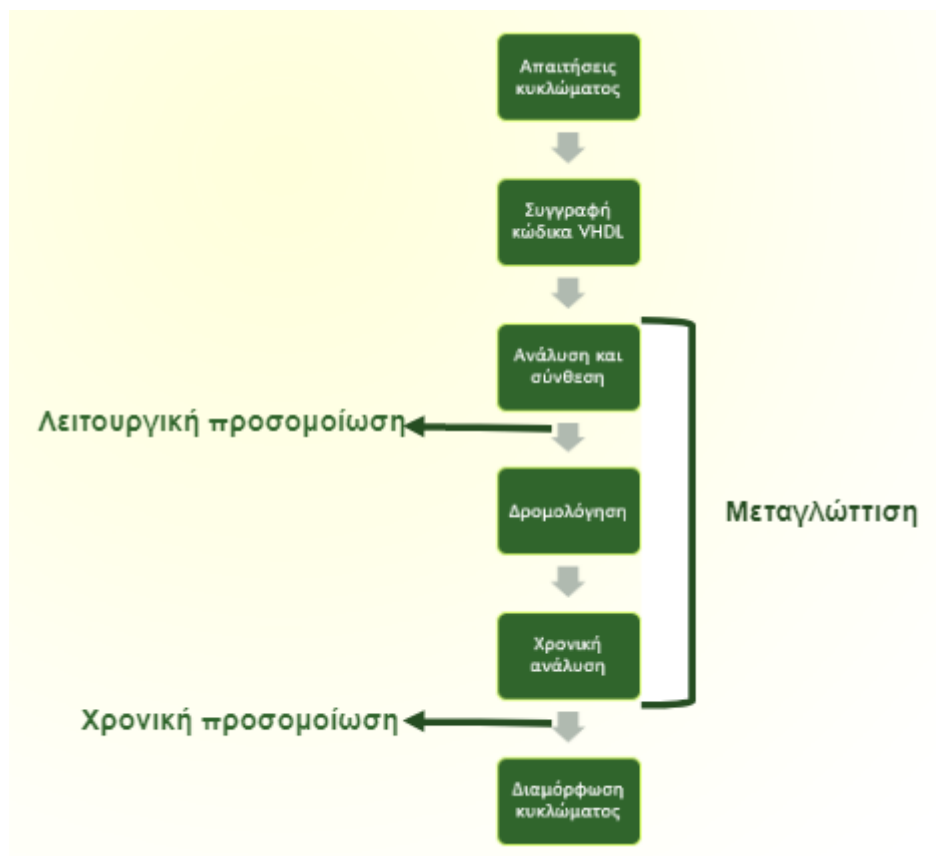 Απαιτήσεις
κυκλώματος
Συγγραφή
κώδικα VHDL
Ανάλυση και
σύνθεση
Λειτουργική προσομοίωση
Δρομολόγηση
Μεταγλώττιση
Χρονική
ανάλυση
Χρονική προσομοίωση
Διαμόρφωση
κυκλώματος